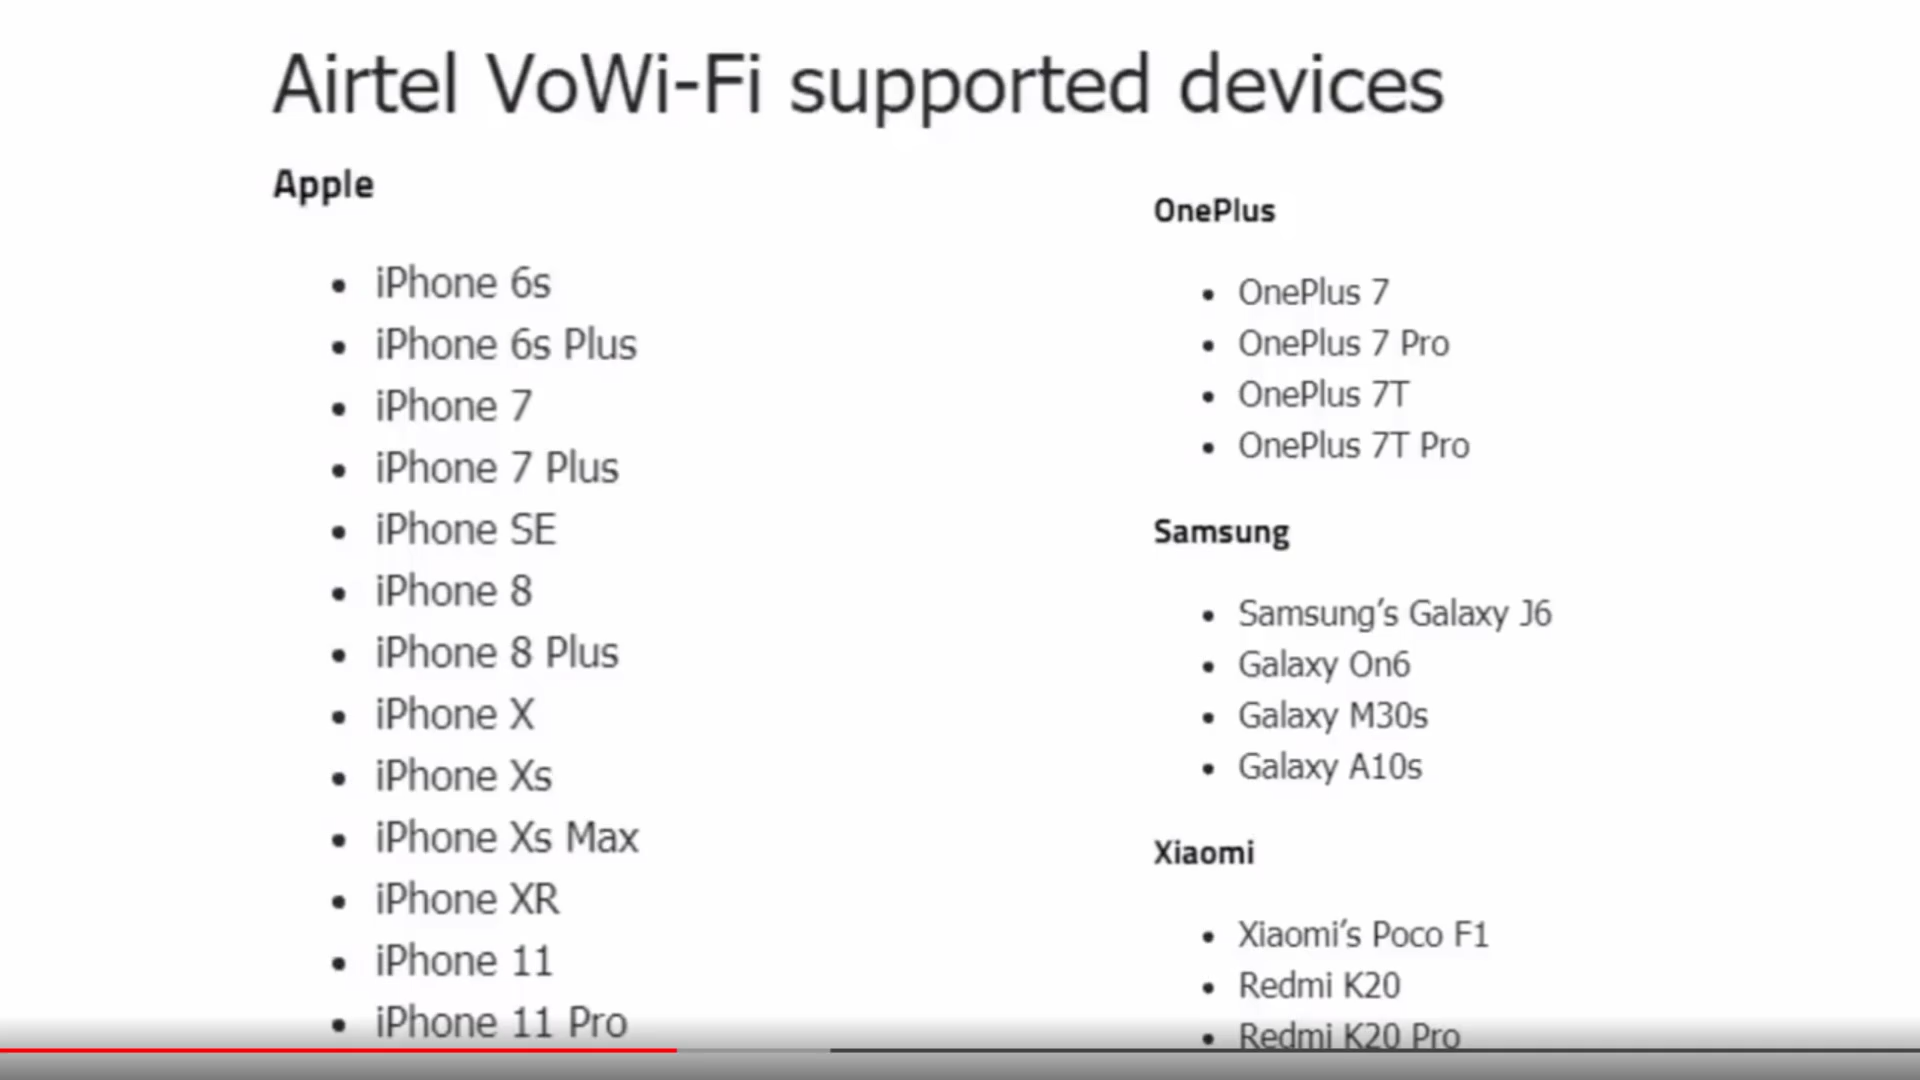 Airtel VoWi-Fi supported devices
Apple
iPhone 6s
iPhone 6s Plus
iPhone 7
iPhone 7 Plus
iPhone SE
iPhone 8
iPhone 8 Plus
iPhone X
iPhone Xs
iPhone Xs Max
iPhone XR
iPhone 11
iPhone 11 Pro
OnePlus
OnePlus 7
OnePlus 7 Pro
OnePlus 7T
OnePlus 7T Pro
Samsung
Samsung’s Galaxy J6
Galaxy On6
Galaxy M30s
Galaxy A10s
Xiaomi
Xiaomi’s Poco F1
Redmi K20
Redmi K20 Pro